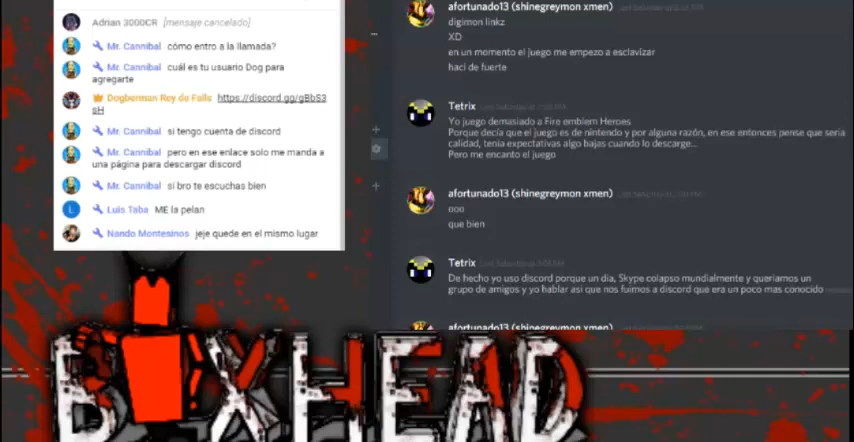 Adrian 3000CR [mensaje cancelado]
Mr. Cannibal cómo entro a la llamada?
Mr. Cannibal cuál es tu usuario Dog para
agregarte
Dogberman Rey de Falls https://discord.gg/gBbS3
sH
Mr. Cannibal si tengo cuenta de discord
Mr. Cannibal pero en ese enlace solo me manda a
una página para descargar discord
Mr. Cannibal si bro te escuchas bien
Luis Taba ME la pelan
Nando Montesinos jeje quede en el mismo lugar
afortunado13 (shinegreymon xmen)
digimon linkz
XD
en un momento el juego me empezo a esclavizar
haci de fuerte
Tetrix
Yo juego demasiado a Fire emblem Heroes.
Porque decía que el juego es de nintendo y por alguna razón, en ese entonces pense que seria
calidad, tenia expectativas algo bajas cuando lo descarge...
Pero me encanto el juego
afortunado13 (shinegreymon xmen)
ooo
que bien
Tetrix
De hecho yo uso discord porque un dia, Skype colapso mundialmente y queriamos un
grupo de amigos y yo hablar asi que nos fuimos a discord que era un poco mas conocido
afortunado13 (shinegreymon xmen)
BOXHEAD